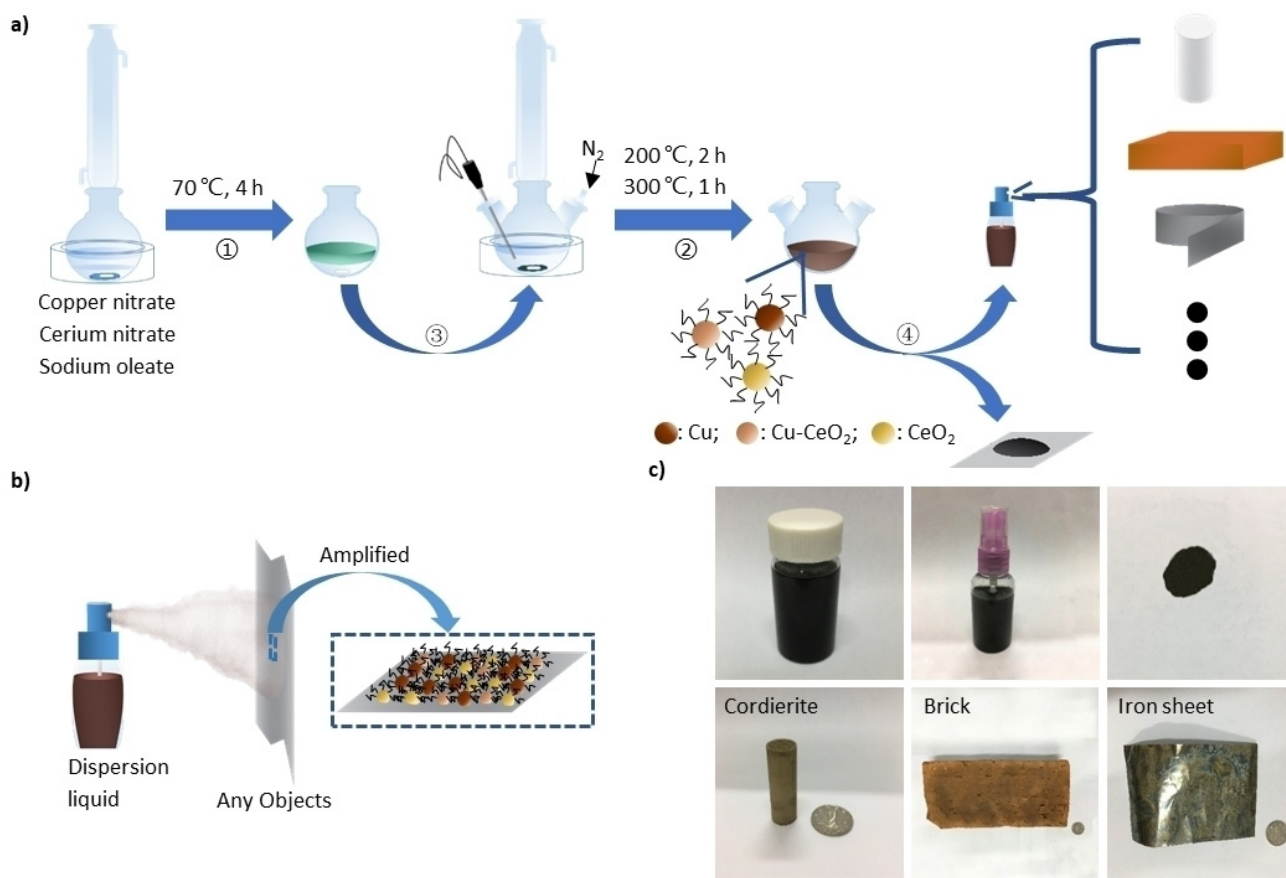 a)
70 ℃, 4 h
①
Copper nitrate
Cerium nitrate
Sodium oleate
③
N₂
200 ℃, 2 h
300 ℃, 1 h
②
④
: Cu; : Cu-CeO₂; : CeO₂
b)
Amplified
Dispersion
liquid
Any Objects
c)
Cordierite
Brick
Iron sheet